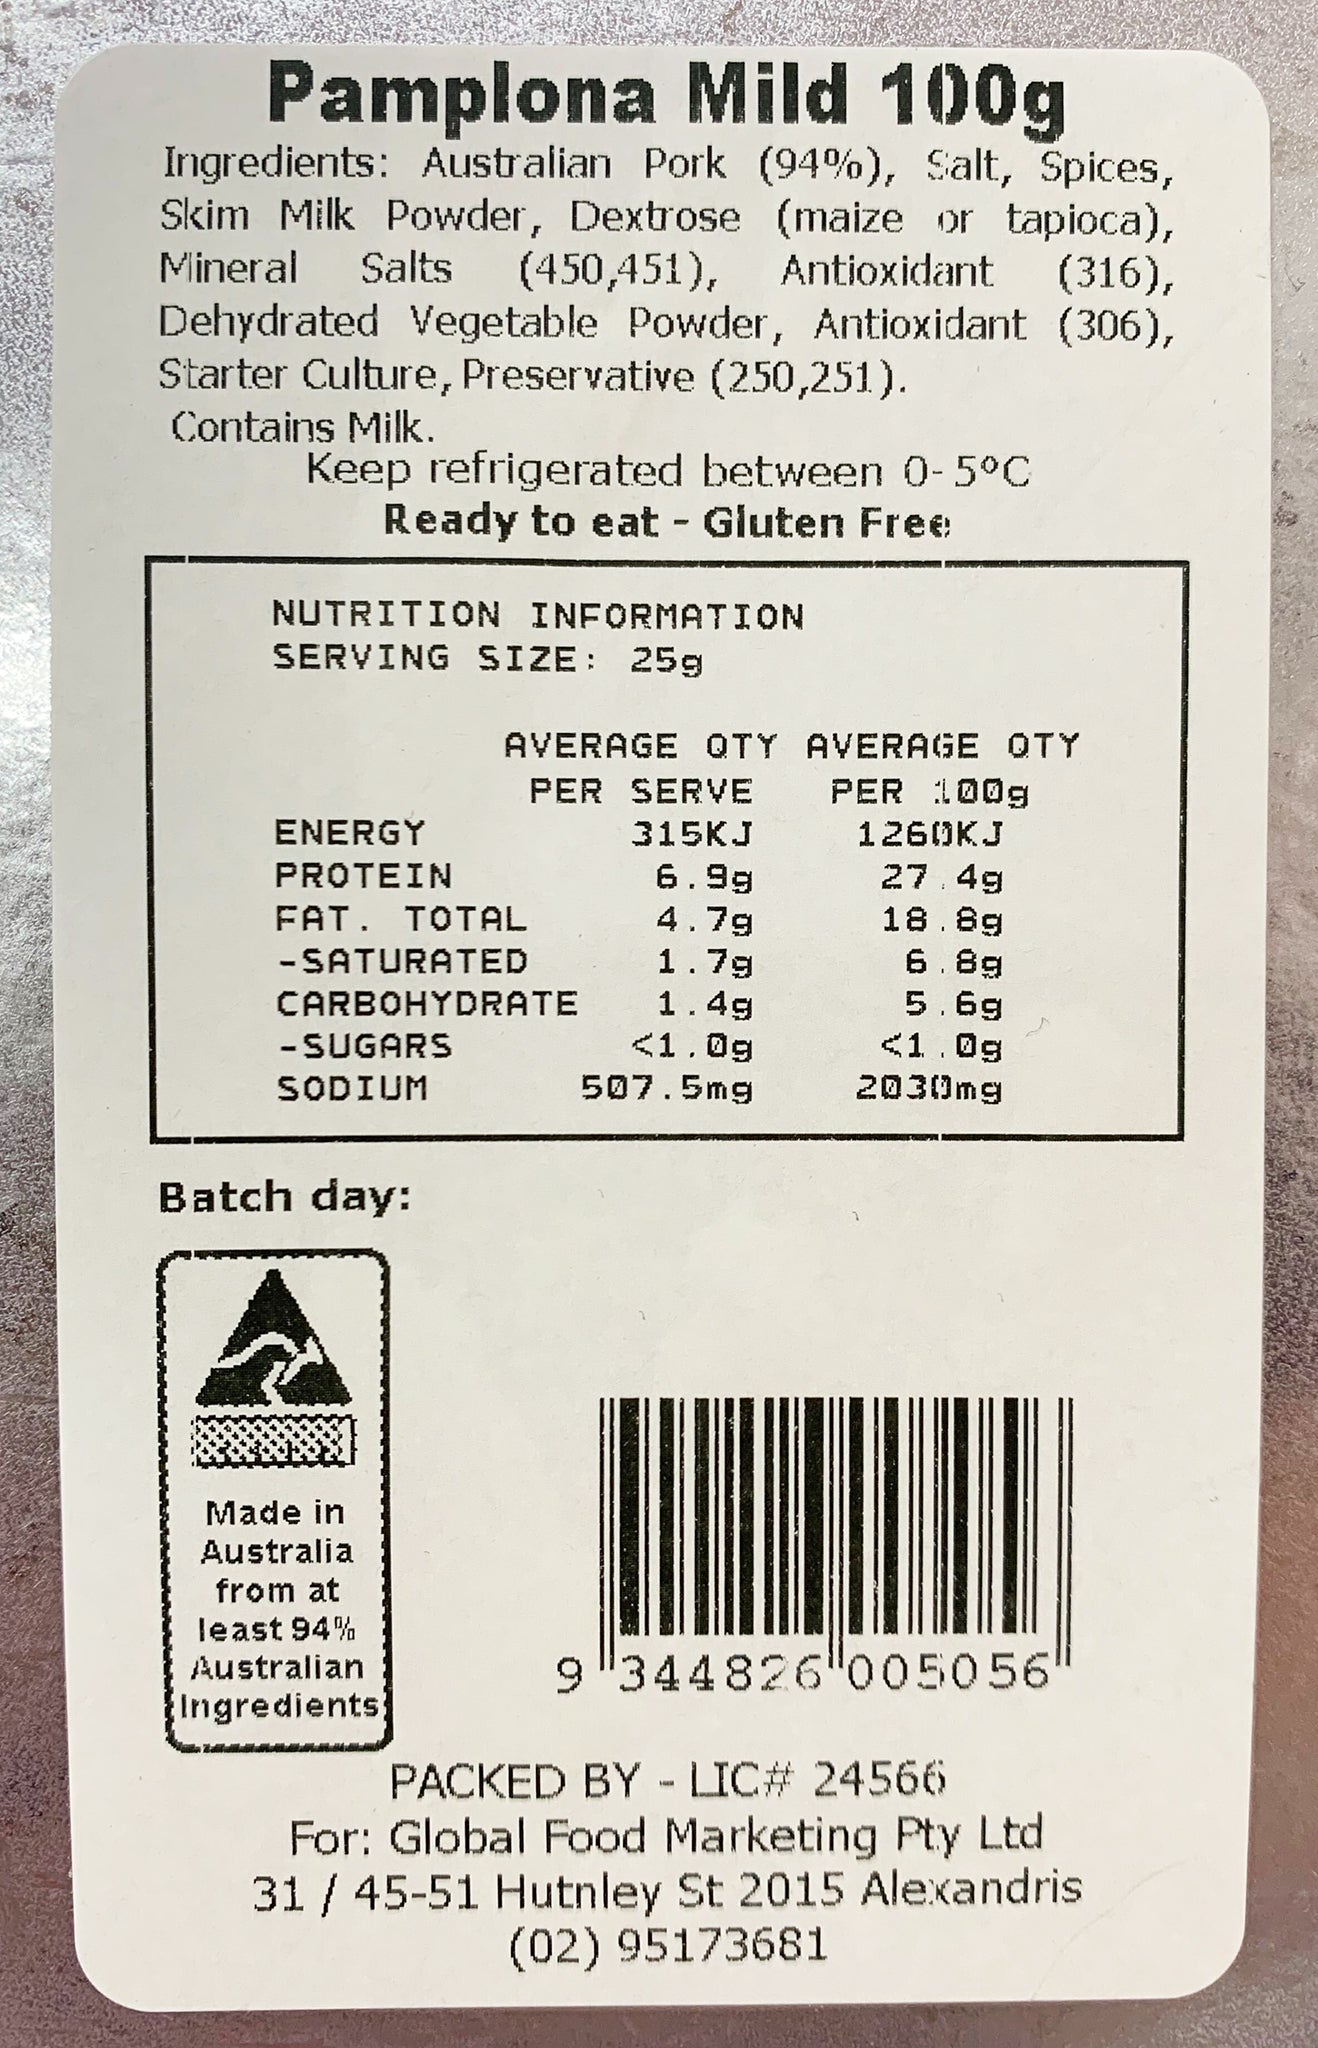 Pamplona Mild 100g
Ingredients: Australian Pork (94%), Salt, Spices,
Skim Milk Powder, Dextrose (maize or tapioca),
Mineral Salts (450,451), Antioxidant (316),
Dehydrated Vegetable Powder, Antioxidant (306),
Starter Culture, Preservative (250,251).
Contains Milk.
Keep refrigerated between 0- 5ºC
Ready to eat - Gluten Free
NUTRITION INFORMATION
SERVING SIZE: 25g
AVERAGE QTY AVERAGE QTY
PER SERVE PER 100g
ENERGY 315KJ 1260KJ
PROTEIN 6.9g 27.4g
FAT. TOTAL 4.7g 18.8g
-SATURATED 1.7g 6.8g
CARBOHYDRATE 1.4g 5.6g
-SUGARS <1.0g <1.0g
SODIUM 507.5mg 2030mg
Batch day:
Made in
Australia
from at
least 94%
Australian
Ingredients
9 344826 005056
PACKED BY - LIC# 24566
For: Global Food Marketing Pty Ltd
31 / 45-51 Hutnley St 2015 Alexandris
(02) 95173681